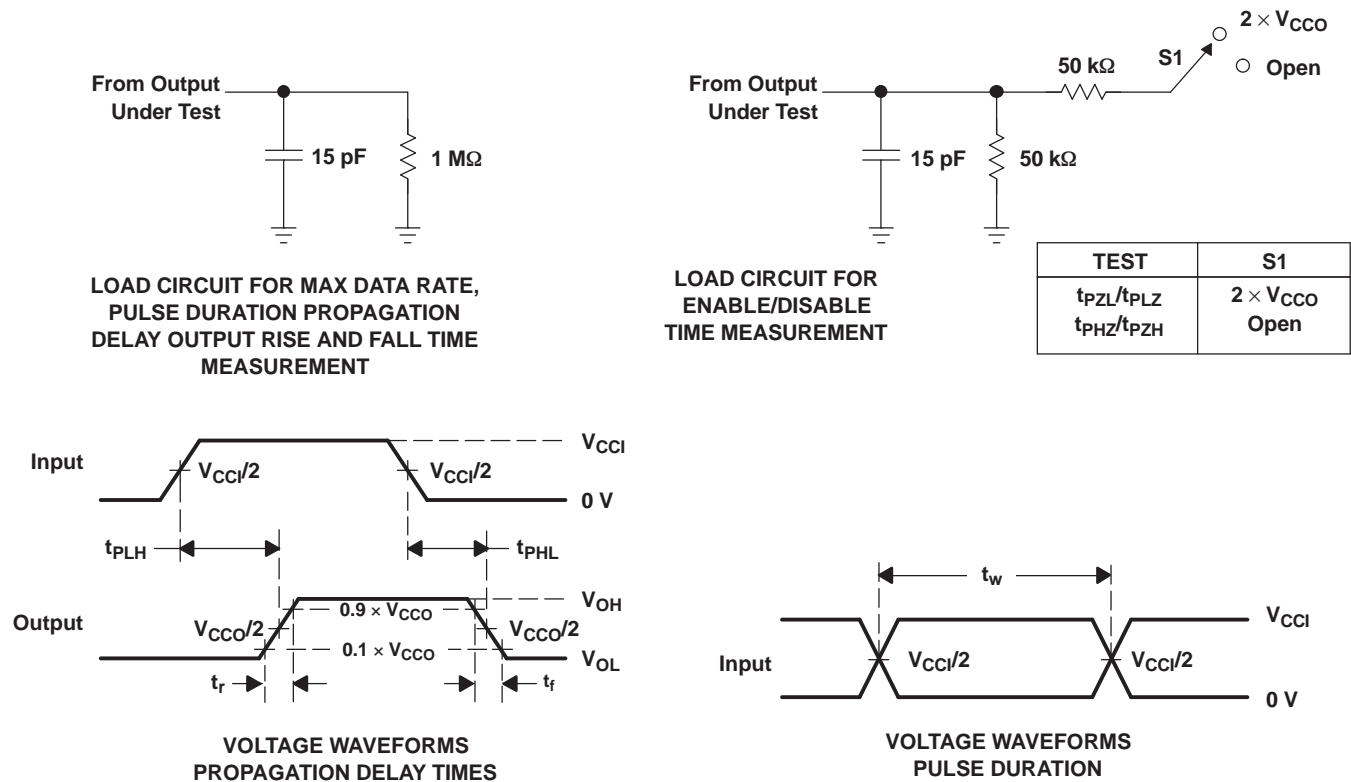 From Output
Under Test
15 pF
1 MΩ
LOAD CIRCUIT FOR MAX DATA RATE,
PULSE DURATION PROPAGATION
DELAY OUTPUT RISE AND FALL TIME
MEASUREMENT
From Output
Under Test
15 pF
50 kΩ
50 kΩ
S1
2 × VCCO
Open
LOAD CIRCUIT FOR
ENABLE/DISABLE
TIME MEASUREMENT
TEST S1
tPZL/tPLZ 2 × VCCO
tPHZ/tPZH Open
Input
VCCI/2
VCCI/2
VCCI
0 V
tPLH
tPHL
Output
VCCO/2
0.9 × VCCO
0.1 × VCCO
VCCO/2
VOH
VOL
tr
tf
VOLTAGE WAVEFORMS
PROPAGATION DELAY TIMES
tw
Input
VCCI/2
VCCI/2
VCCI
0 V
VOLTAGE WAVEFORMS
PULSE DURATION